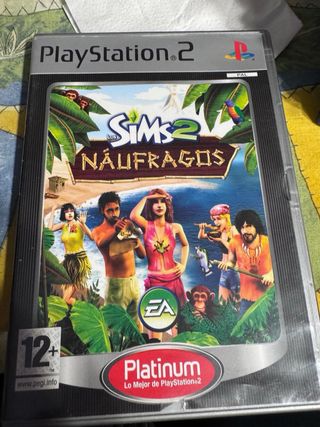 PlayStation®2
PAL
THE SIMS 2
NÁUFRAGOS
EA
12+
www.pegi.info
Platinum
Lo Mejor de PlayStation®2